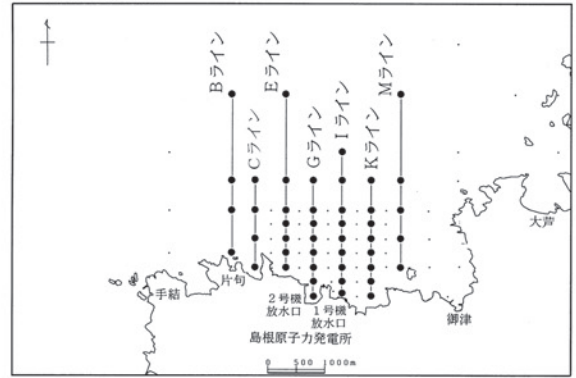 Bライン
Cライン
Eライン
Gライン
Iライン
Kライン
Mライン
大芦
片句
手結
2号機
放水口
1号機
放水口
御津
島根原子力発電所
0 500 1000m